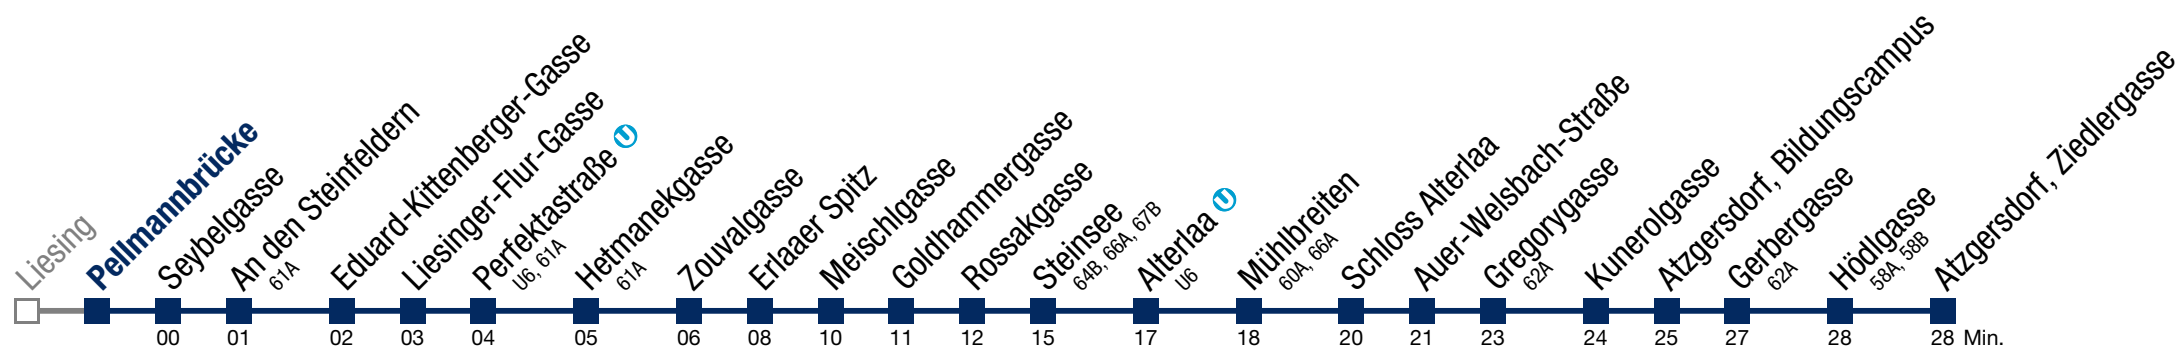 Liesing
Pellmannbrücke
Seybelgasse
An den Steinfeldern
61A
Eduard-Kittenberger-Gasse
Liesinger-Flur-Gasse
Perfektastraße U
U6, 61A
Hetmanekgasse
61A
Zouvalgasse
Erlaaer Spitz
Meischlgasse
Goldhammergasse
Rossakgasse
Steinsee
64B, 66A, 67B
Alterlaa U
U6
Mühlbreiten
60A, 66A
Schloss Alterlaa
Auer-Welsbach-Straße
Gregorygasse
62A
Kunerolgasse
Atzgersdorf, Bildungscampus
Gerbergasse
62A
Hödlgasse
58A, 58B
Atzgersdorf, Ziedlergasse
00 01 02 03 04 05 06 08 10 11 12 15 17 18 20 21 23 24 25 27 28 28 Min.